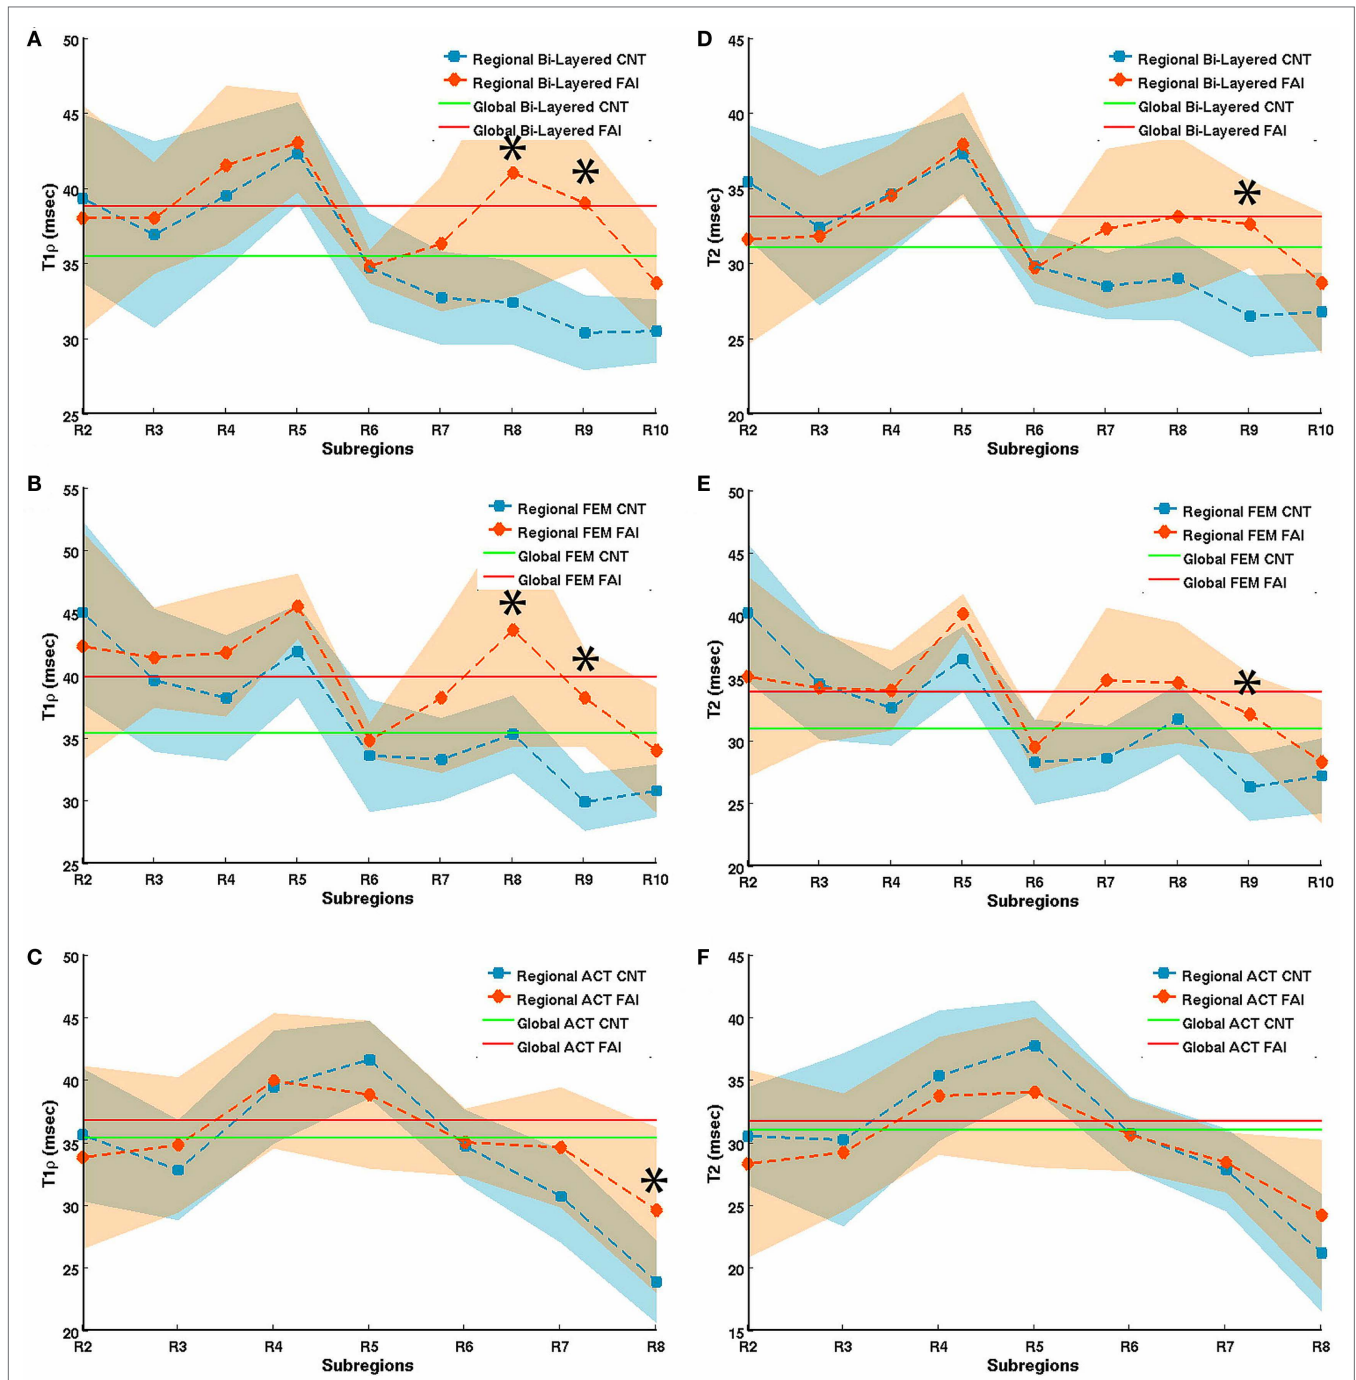 A
50
45
40
35
30
25
T1ρ (msec)
Regional Bi-Layered CNT
Regional Bi-Layered FAI
Global Bi-Layered CNT
Global Bi-Layered FAI
*
*
R2 R3 R4 R5 R6 R7 R8 R9 R10
Subregions
D
45
40
35
30
25
20
T2 (msec)
Regional Bi-Layered CNT
Regional Bi-Layered FAI
Global Bi-Layered CNT
Global Bi-Layered FAI
*
R2 R3 R4 R5 R6 R7 R8 R9 R10
Subregions
B
55
50
45
40
35
30
25
T1ρ (msec)
Regional FEM CNT
Regional FEM FAI
Global FEM CNT
Global FEM FAI
*
*
R2 R3 R4 R5 R6 R7 R8 R9 R10
Subregions
E
50
45
40
35
30
25
20
T2 (msec)
Regional FEM CNT
Regional FEM FAI
Global FEM CNT
Global FEM FAI
*
R2 R3 R4 R5 R6 R7 R8 R9 R10
Subregions
C
50
45
40
35
30
25
20
T1ρ (msec)
Regional ACT CNT
Regional ACT FAI
Global ACT CNT
Global ACT FAI
*
R2 R3 R4 R5 R6 R7 R8
Subregions
F
45
40
35
30
25
20
15
T2 (msec)
Regional ACT CNT
Regional ACT FAI
Global ACT CNT
Global ACT FAI
R2 R3 R4 R5 R6 R7 R8
Subregions